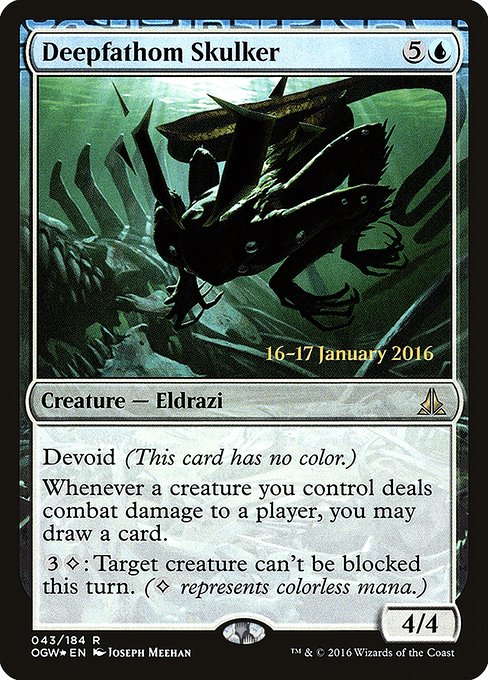 Deepfathom Skulker 5
16–17 January 2016
Creature — Eldrazi
Devoid (This card has no color.)
Whenever a creature you control deals
combat damage to a player, you may
draw a card.
3◇: Target creature can't be blocked
this turn. (◇ represents colorless mana.)
4/4
043/184 R
OGW★EN Joseph Meehan
™ & © 2016 Wizards of the Coast